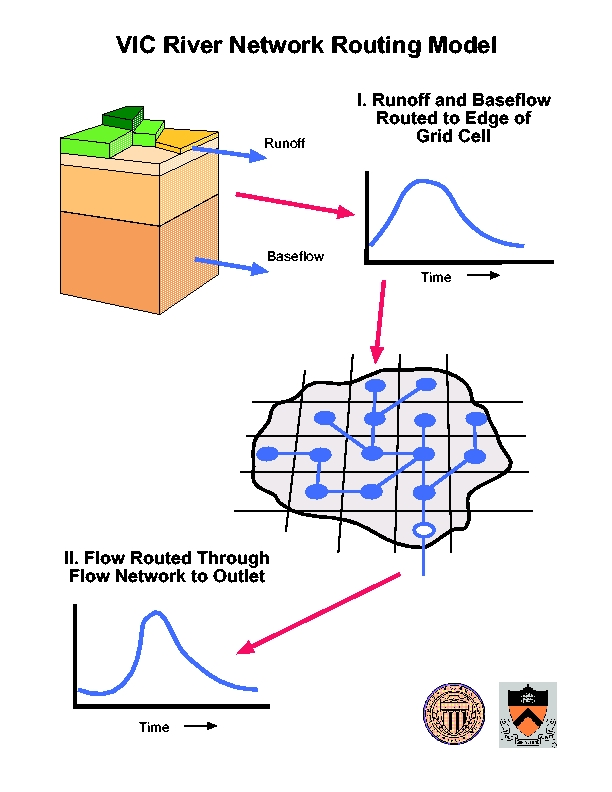 VIC River Network Routing Model
I. Runoff and Baseflow
Routed to Edge of
Grid Cell
Runoff
Baseflow
Time
II. Flow Routed Through
Flow Network to Outlet
Time